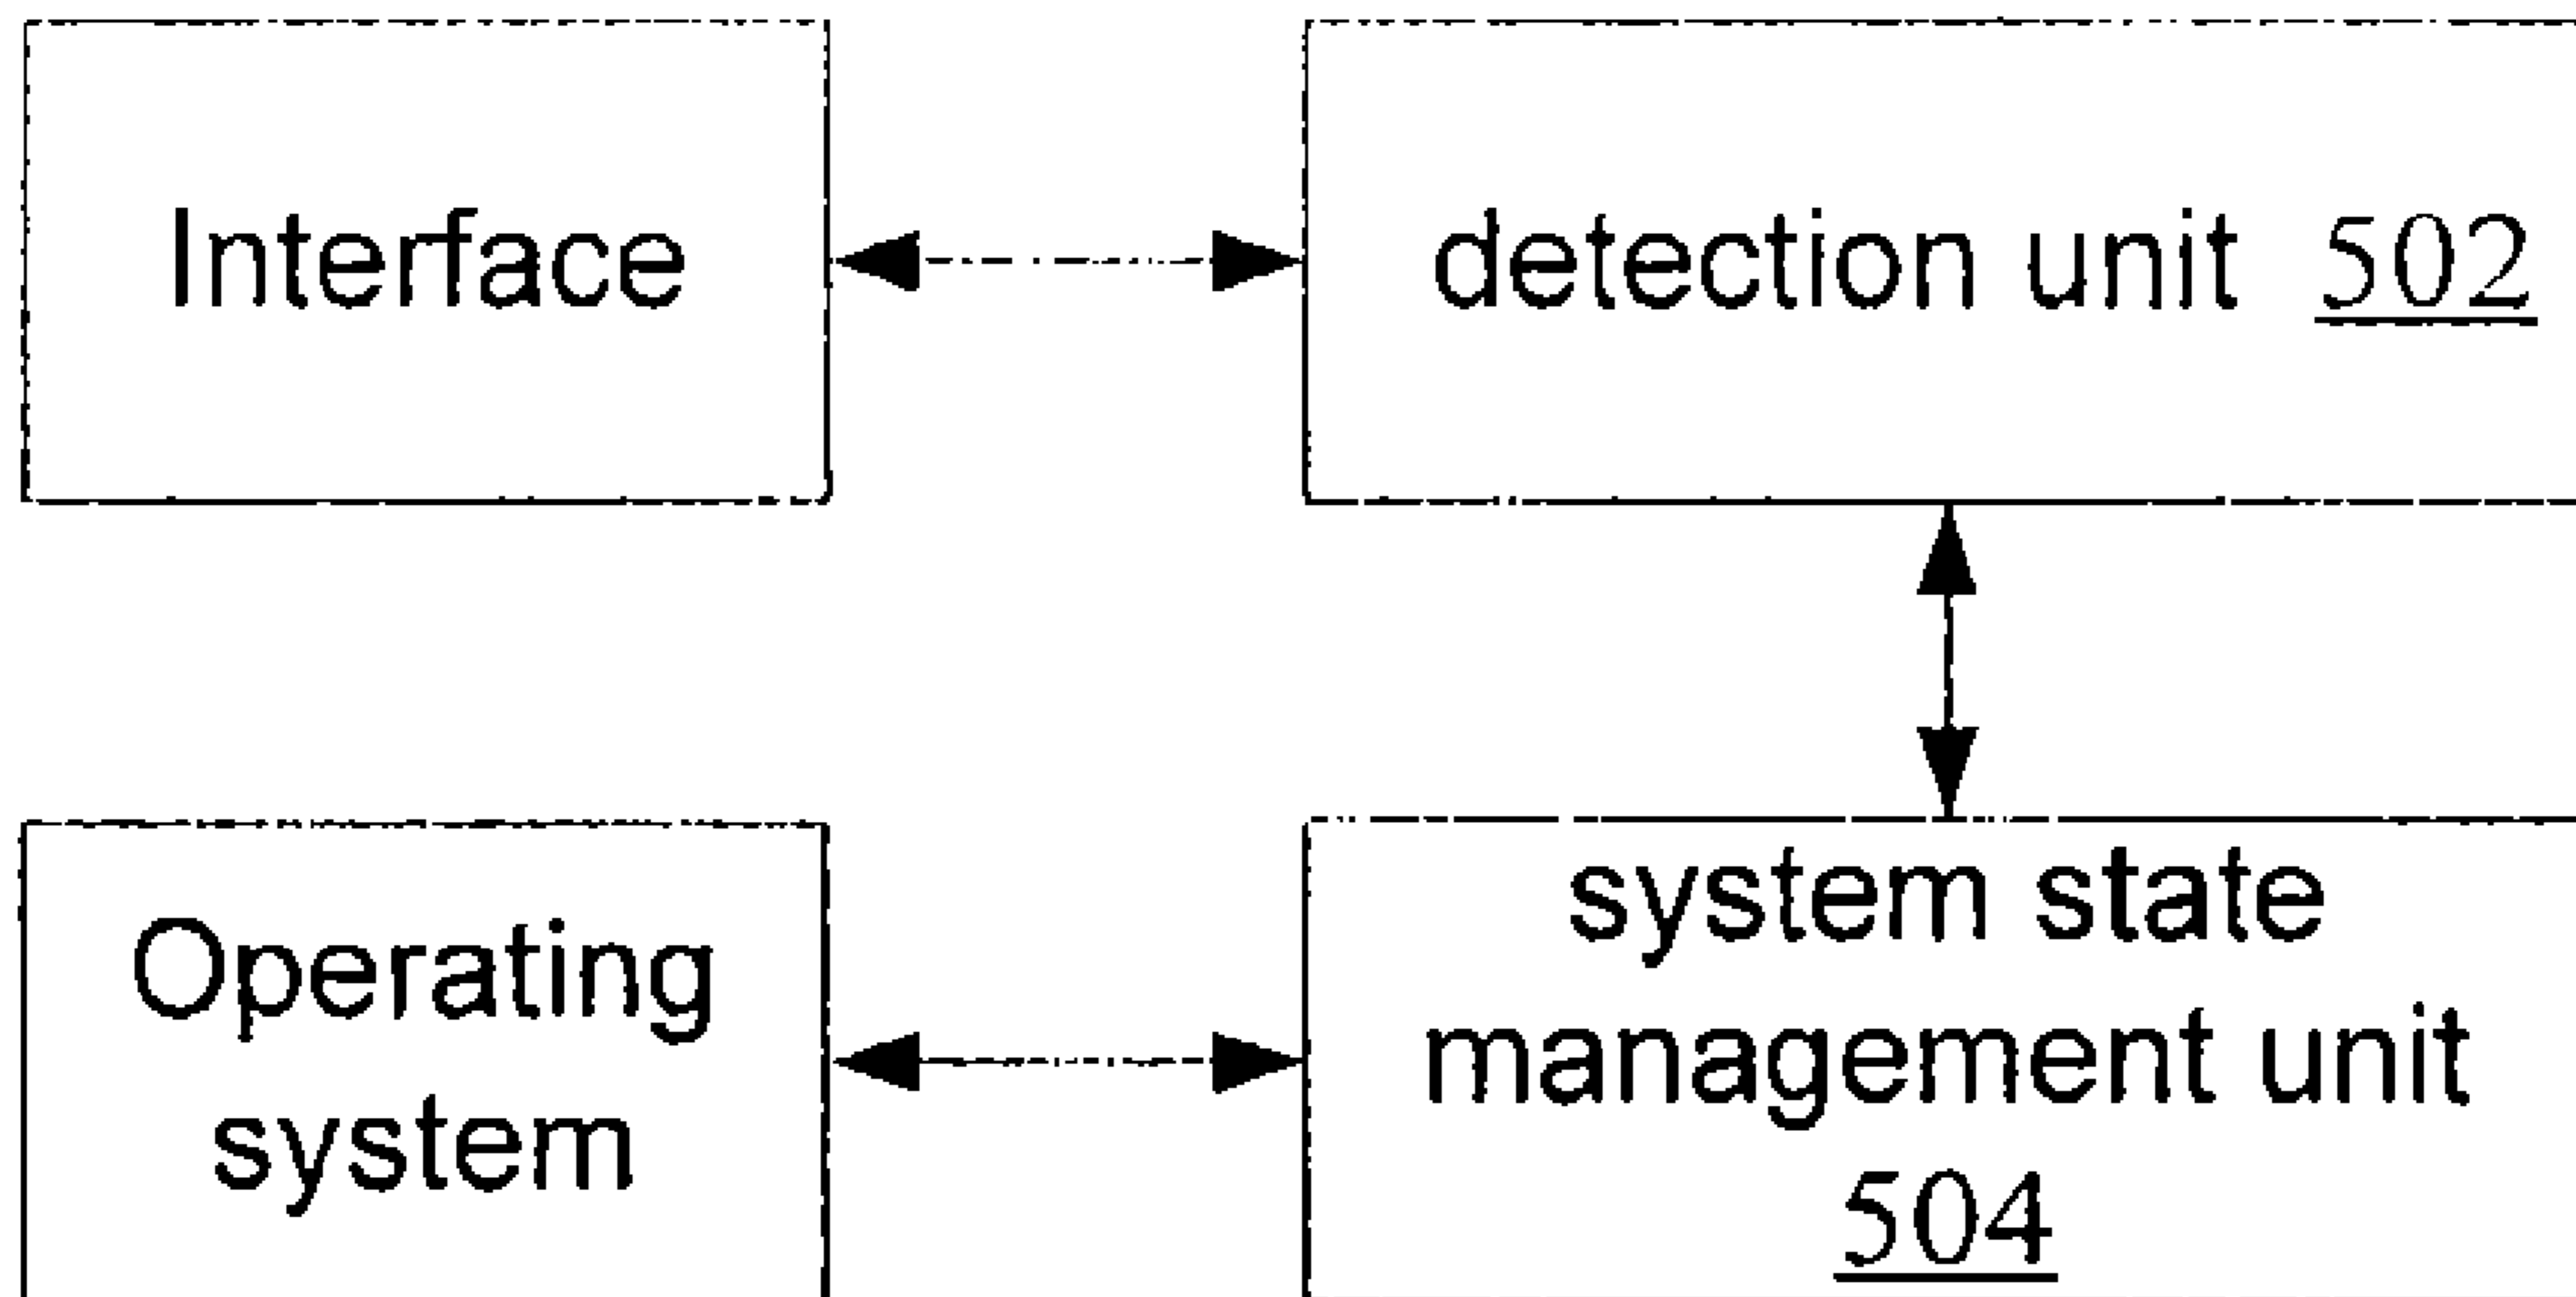 Interface
detection unit 502
Operating
system
system state
management unit
504